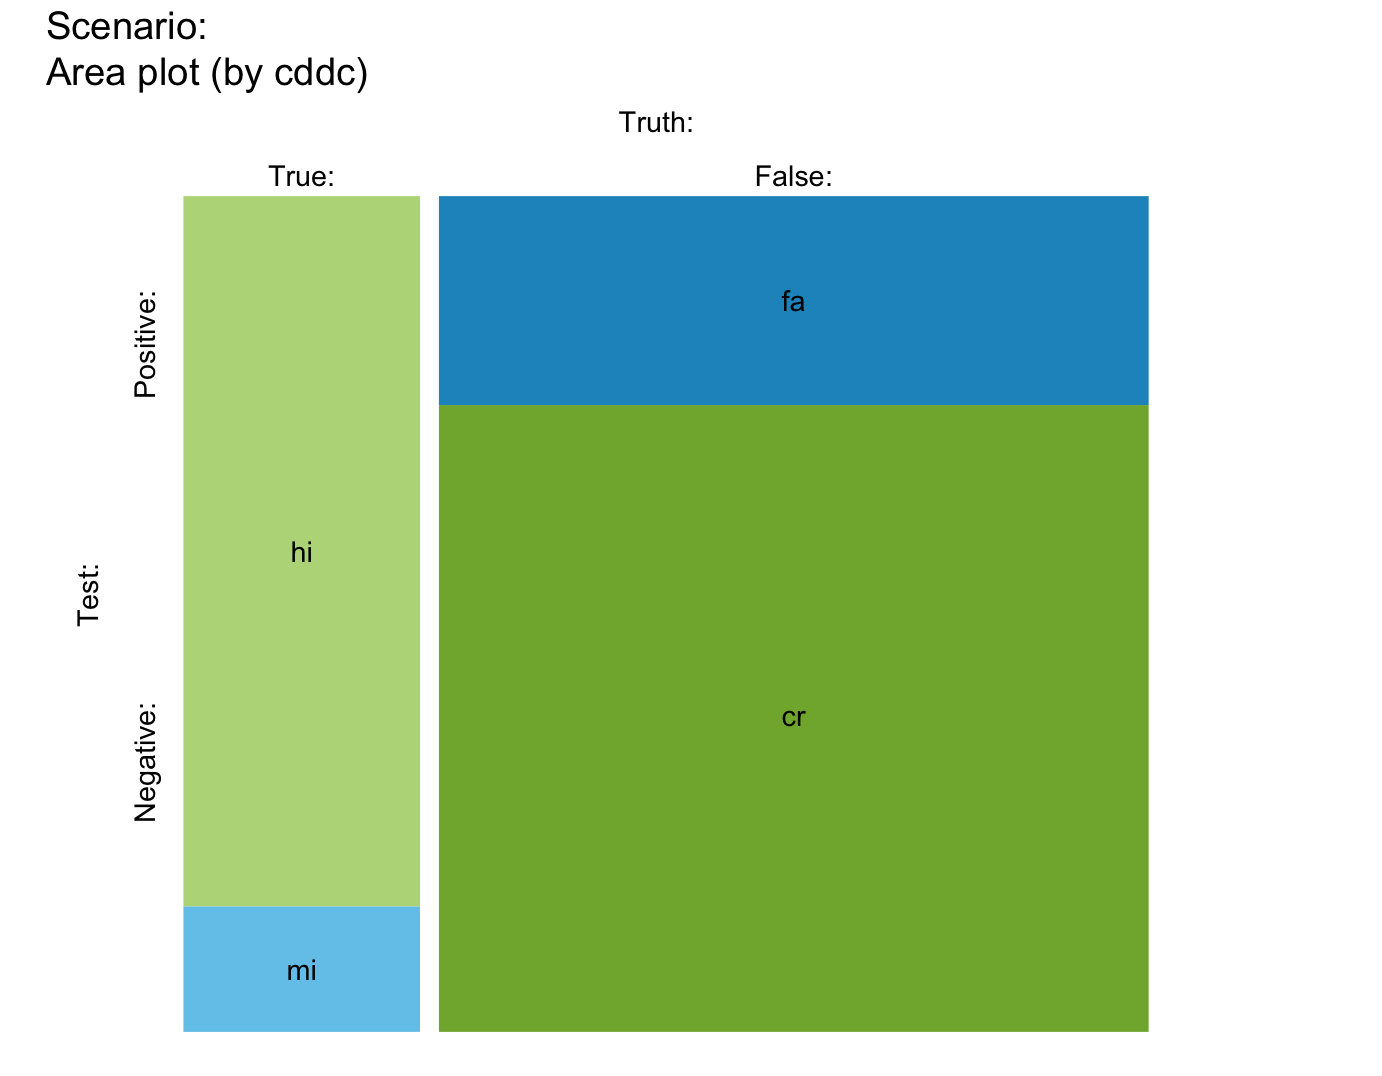 Scenario:
Area plot (by cddc)
Truth:
True:
False:
Test:
Positive:
Negative:
hi
fa
mi
cr